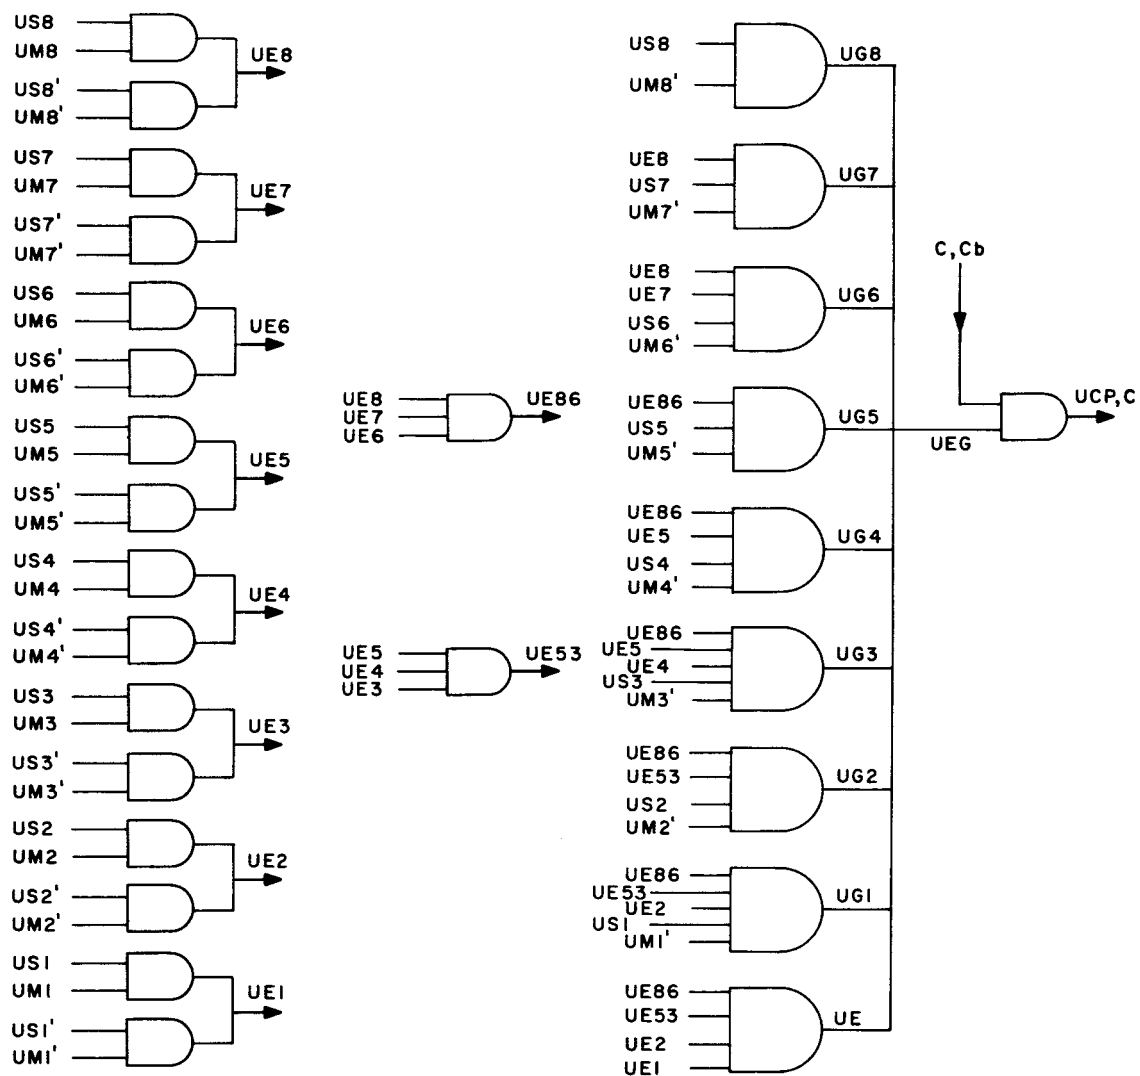 US8
UM8
UE8
US8'
UM8'
US7
UM7
UE7
US7'
UM7'
US6
UM6
UE6
US6'
UM6'
US5
UM5
UE5
US5'
UM5'
US4
UM4
UE4
US4'
UM4'
US3
UM3
UE3
US3'
UM3'
US2
UM2
UE2
US2'
UM2'
US1
UM1
UE1
US1'
UM1'
UE8
UE7
UE6
UE86
UE5
UE4
UE3
UE53
US8
UM8'
UG8
UE8
US7
UM7'
UG7
UE8
UE7
US6
UM6'
UG6
UE86
US5
UM5'
UG5
UE86
UE5
US4
UM4'
UG4
UE86
UE5
UE4
US3
UM3'
UG3
UE86
UE53
US2
UM2'
UG2
UE86
UE53
UE2
US1
UM1'
UG1
UE86
UE53
UE2
UE1
UE
C,Cb
UEG
UCP,C